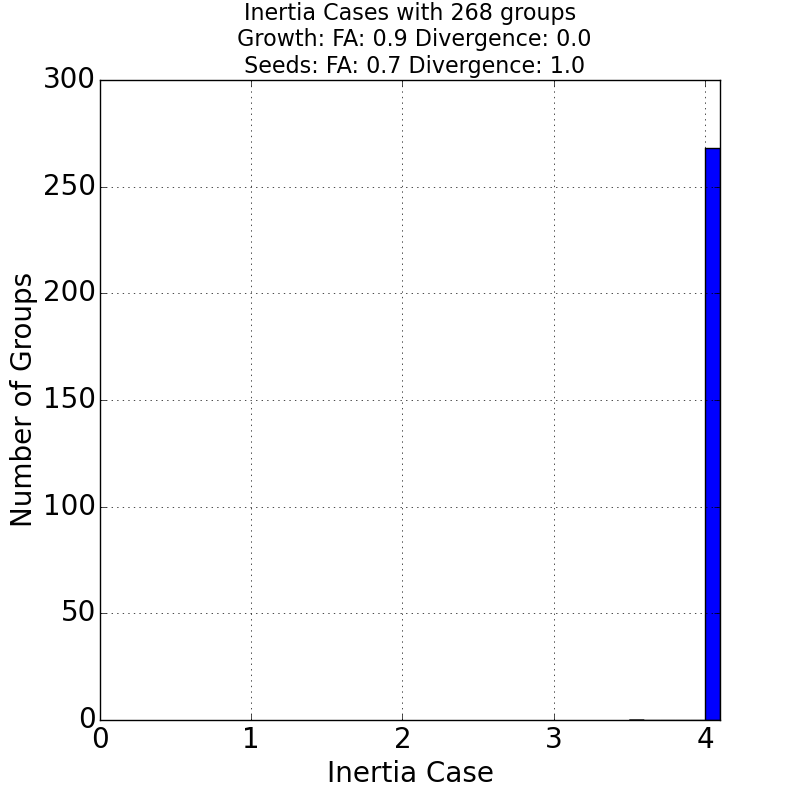 Inertia Cases with 268 groups
Growth: FA: 0.9 Divergence: 0.0
Seeds: FA: 0.7 Divergence: 1.0
300
250
200
150
100
50
0
Number of Groups
0 1 2 3 4
Inertia Case